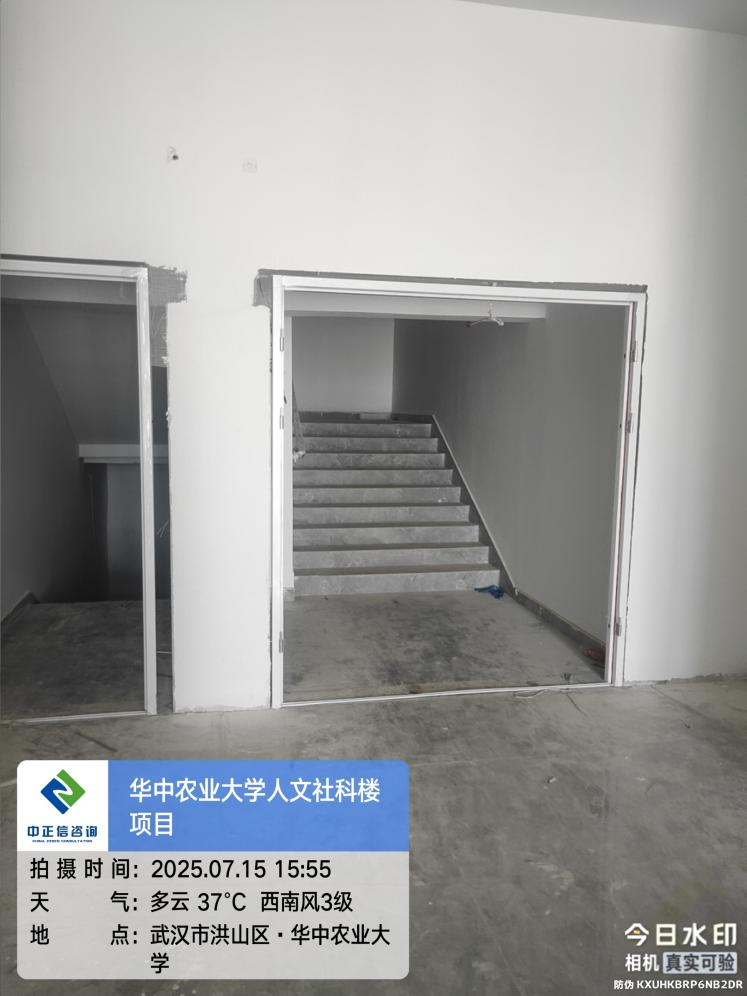 华中农业大学人文社科楼
项目
中正信咨询
CHINA ZEXIN CONSULTATION
拍摄时间：2025.07.15 15:55
天气：多云 37℃ 西南风3级
地点：武汉市洪山区·华中农业大
学
今日水印
相机 真实可验
防伪 KXUHKBRP6NB2DR